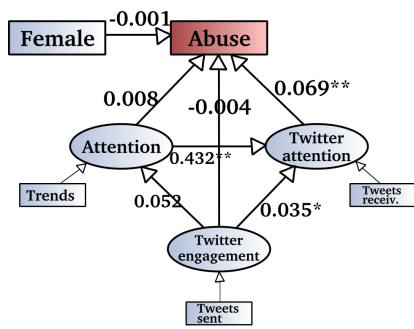 -0.001
Female
Abuse
0.008
-0.004
0.069**
Attention
0.432**
Twitter
attention
Trends
0.052
0.035*
Tweets
receiv.
Twitter
engagement
Tweets
sent